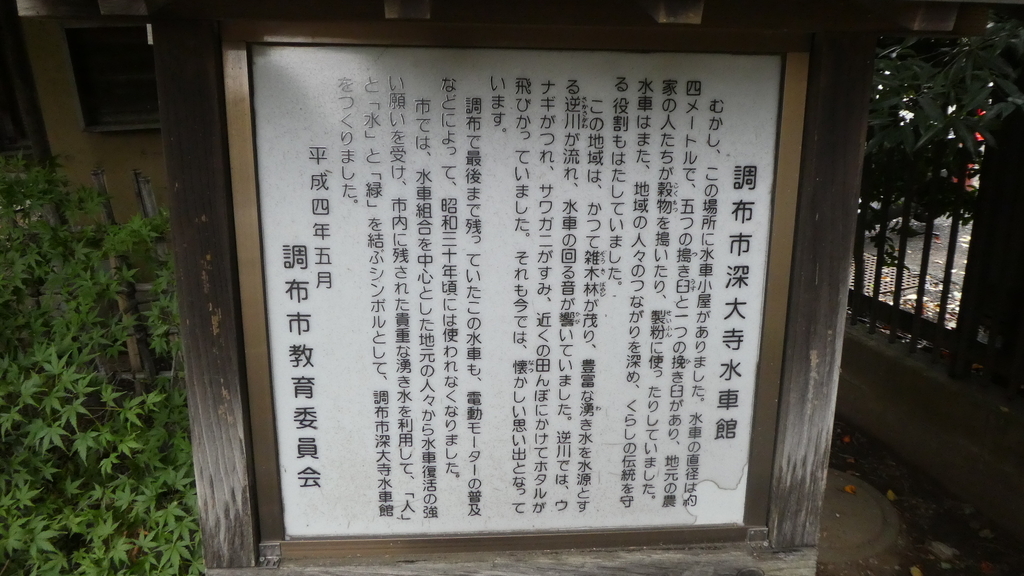 調布市深大寺水車館
むかし、この場所に水車小屋がありました。水車の直径は約
四メートルで、五つの搗き臼と一つの挽き臼があり、地元の農
家の人たちが穀物を搗いたり、製粉に使ったりしていました。
水車はまた、地域の人々のつながりを深め、くらしの伝統を守
る役割もはたしていました。
この地域は、かつて雑木林が茂り、豊富な湧き水を水源とす
る逆川が流れ、水車の回る音が響いていました。逆川では、ウ
ナギがつれ、サワガニがすみ、近くの田んぼにかけてホタルが
飛びかっていました。それも今では、懐かしい思い出となって
います。
調布で最後まで残っていたこの水車も、電動モーターの普及
などによって、昭和三十年頃には使われなくなりました。
市では、水車組合を中心とした地元の人々から水車復活の強
い願いを受け、市内に残された貴重な湧き水を利用して、「人」
と「水」と「緑」を結ぶシンボルとして、調布市深大寺水車館
をつくりました。
平成四年五月
調布市教育委員会